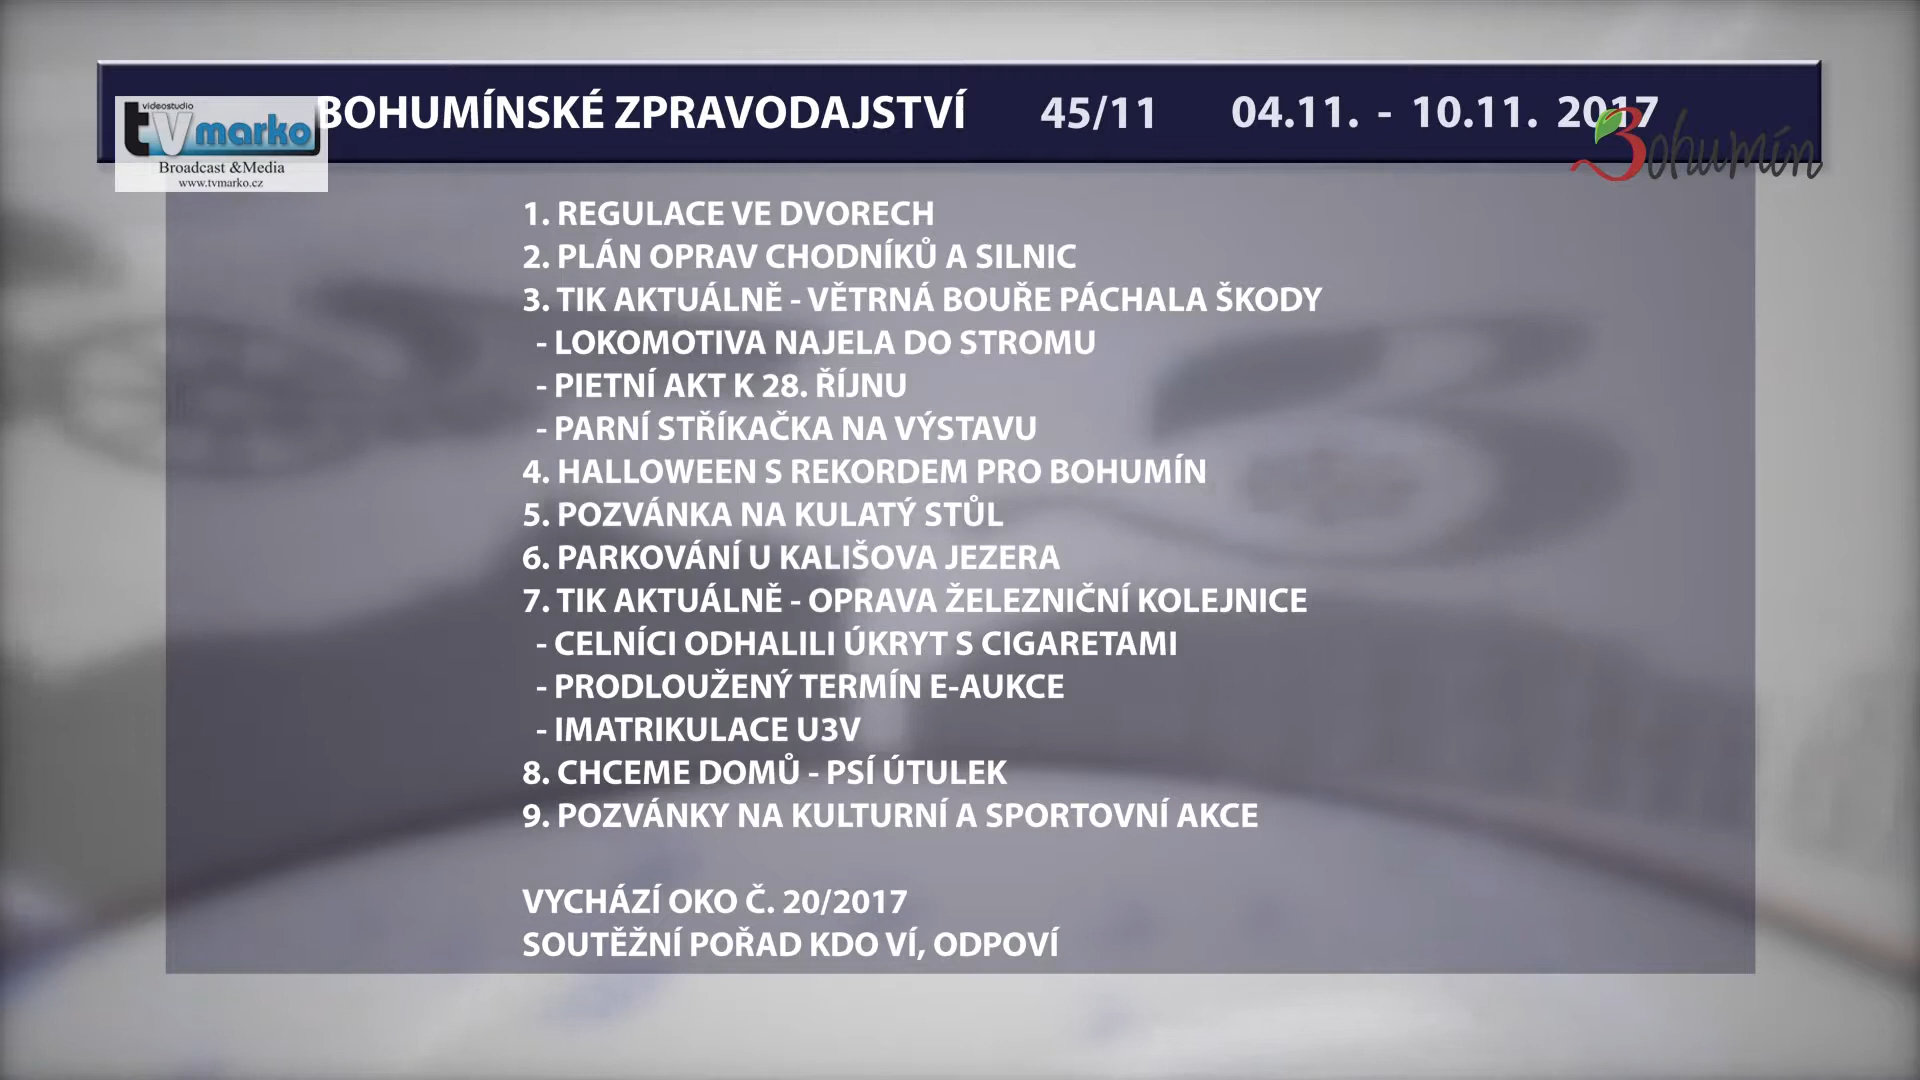 BOHUMÍNSKÉ ZPRAVODAJSTVÍ 45/11 04.11. - 10.11. 2017
videostudio
tvmarko
Broadcast &Media
www.tvmarko.cz
Bohumín
1. REGULACE VE DVORECH
2. PLÁN OPRAV CHODNÍKŮ A SILNIC
3. TIK AKTUÁLNĚ - VĚTRNÁ BOUŘE PÁCHALA ŠKODY
- LOKOMOTIVA NAJELA DO STROMU
- PIETNÍ AKT K 28. ŘÍJNU
- PARNÍ STŘÍKAČKA NA VÝSTAVU
4. HALLOWEEN S REKORDEM PRO BOHUMÍN
5. POZVÁNKA NA KULATÝ STŮL
6. PARKOVÁNÍ U KALIŠOVA JEZERA
7. TIK AKTUÁLNĚ - OPRAVA ŽELEZNIČNÍ KOLEJNICE
- CELNÍCI ODHALILI ÚKRYT S CIGARETAMI
- PRODLOUŽENÝ TERMÍN E-AUKCE
- IMATRIKULACE U3V
8. CHCEME DOMŮ - PSÍ ÚTULEK
9. POZVÁNKY NA KULTURNÍ A SPORTOVNÍ AKCE
VYCHÁZÍ OKO Č. 20/2017
SOUTĚŽNÍ POŘAD KDO VÍ, ODPOVÍ